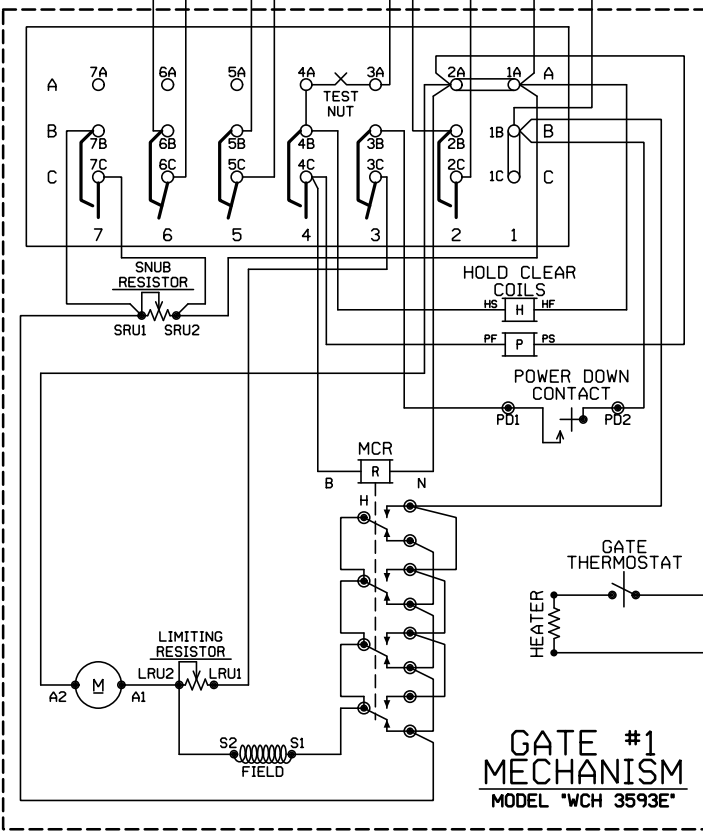 7A 6A 5A 4A 3A 2A 1A
A A
TEST
NUT
B 7B 6B 5B 4B 3B 2B 1B B
C 7C 6C 5C 4C 3C 2C 1C C
7 6 5 4 3 2 1
SNUB
RESISTOR
SRU1 SRU2
HOLD CLEAR
COILS
HS H HF
PF P PS
POWER DOWN
CONTACT
PD1 PD2
MCR
B R N
H
GATE
THERMOSTAT
HEATER
LIMITING
RESISTOR
LRU2 LRU1
A2 M A1
S2 S1
FIELD
GATE #1
MECHANISM
MODEL "WCH 3593E"